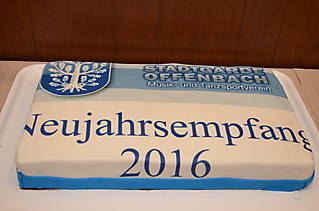 STADTGARDE
OFFENBACH
Musik- und Tanzsportverein
Neujahrsempfang
2016